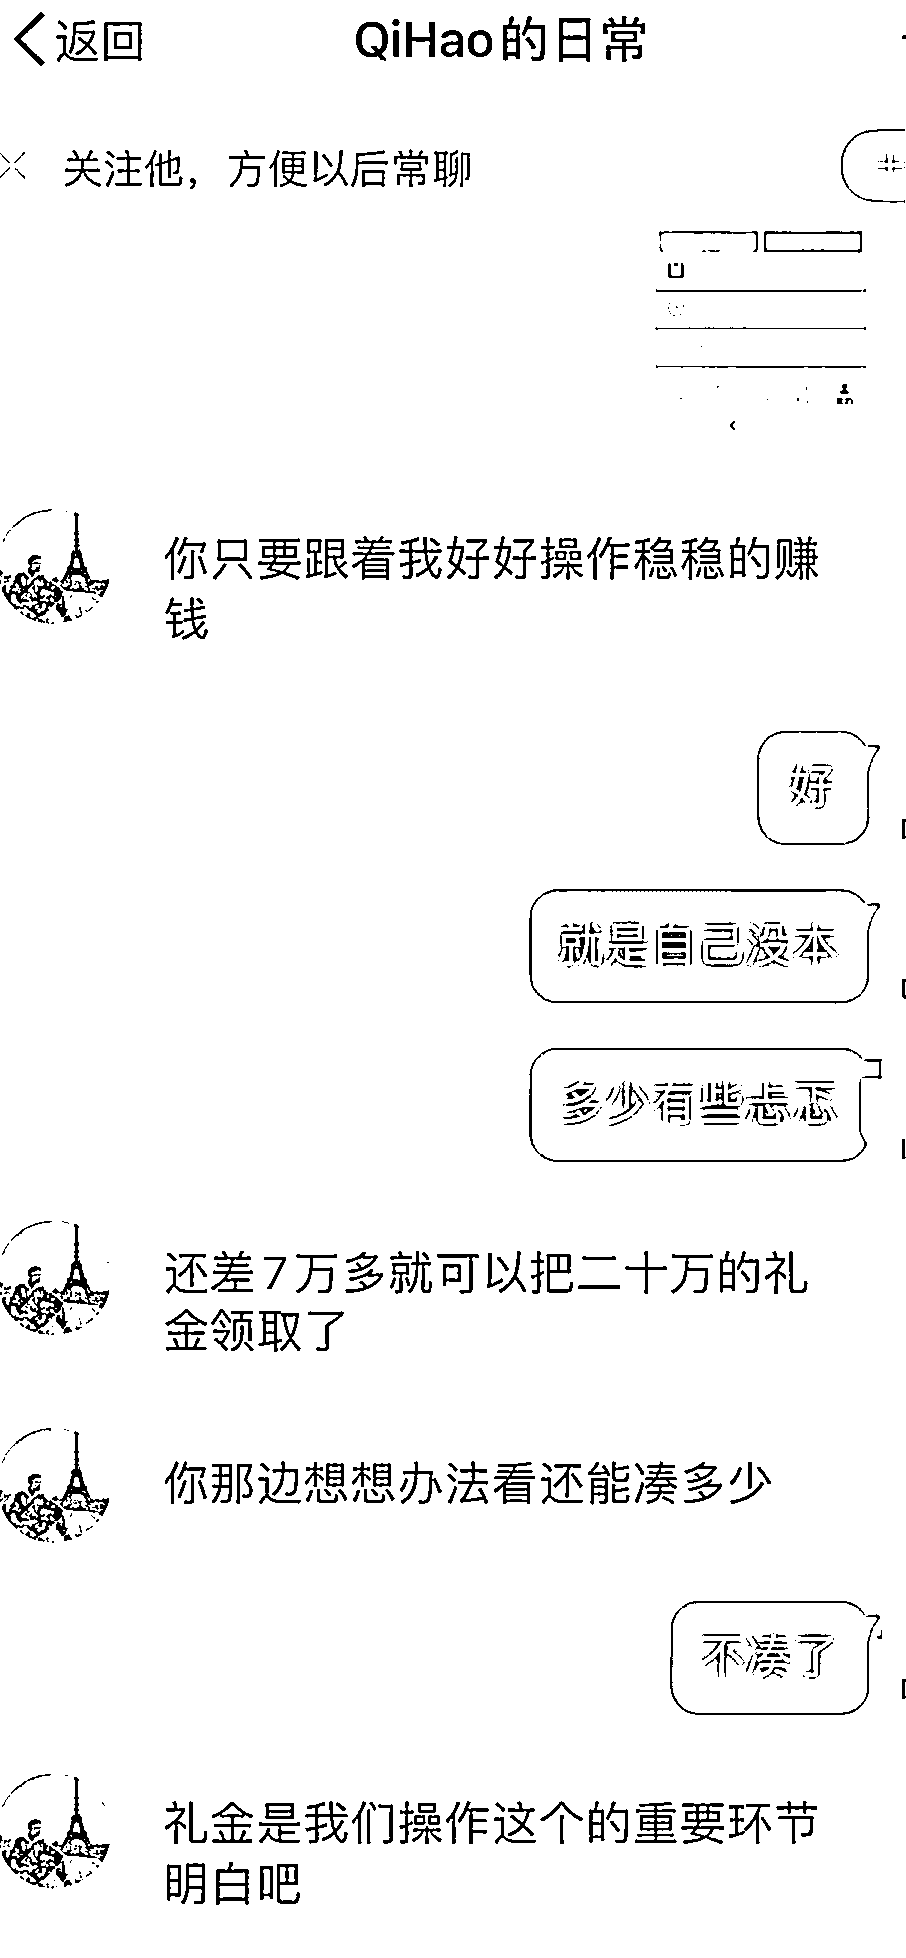 返回
QiHao的日常
关注他，方便以后常聊
你只要跟着我好好操作稳稳的赚
钱
好
就是自己没本
多少有些忐忑
还差7万多就可以把二十万的礼
金领取了
你那边想想办法看还能凑多少
不凑了
礼金是我们操作这个的重要环节
明白吧